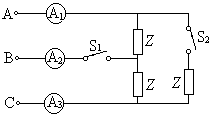 A A₁
S₁ Z S₂
B A₂
Z Z
C A₃